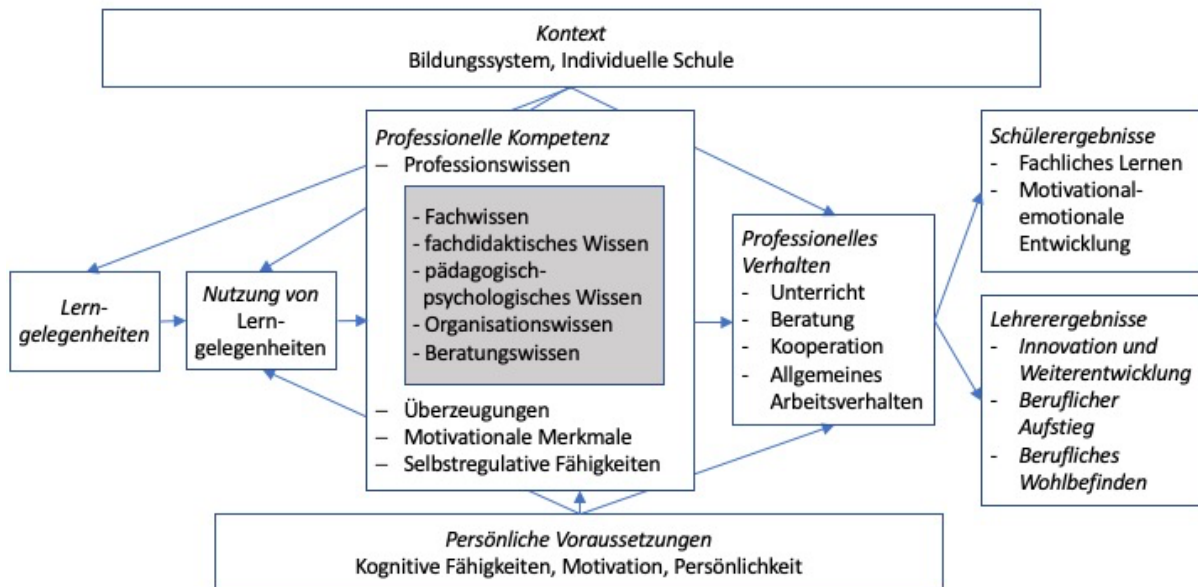 Kontext
Bildungssystem, Individuelle Schule
Professionelle Kompetenz
– Professionswissen
- Fachwissen
- fachdidaktisches Wissen
- pädagogisch-
psychologisches Wissen
- Organisationswissen
- Beratungswissen
– Überzeugungen
– Motivationale Merkmale
– Selbstregulative Fähigkeiten
Lern-
gelegenheiten
Nutzung von
Lern-
gelegenheiten
Professionelles
Verhalten
- Unterricht
- Beratung
- Kooperation
- Allgemeines
Arbeitsverhalten
Schülerergebnisse
- Fachliches Lernen
- Motivational-
emotionale
Entwicklung
Lehrerergebnisse
- Innovation und
Weiterentwicklung
- Beruflicher
Aufstieg
- Berufliches
Wohlbefinden
Persönliche Voraussetzungen
Kognitive Fähigkeiten, Motivation, Persönlichkeit